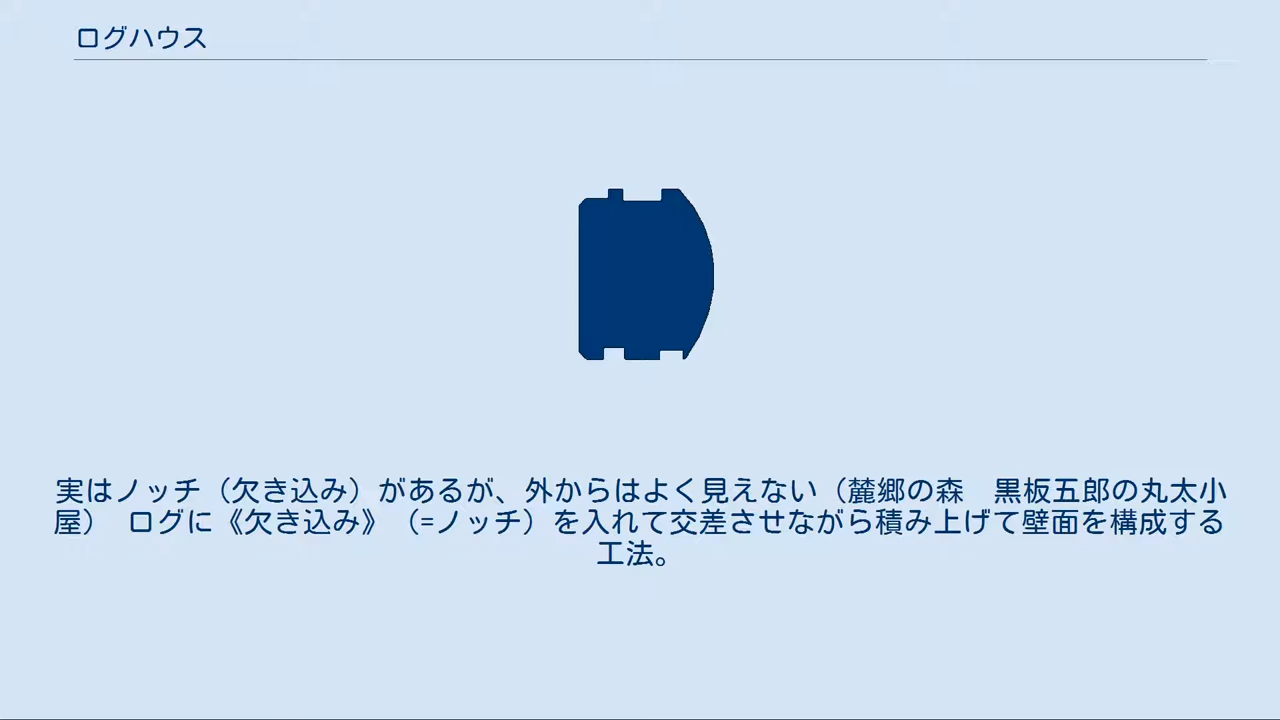 ログハウス
実はノッチ（欠き込み）があるが、外からはよく見えない（麓郷の森　黒板五郎の丸太小
屋）　ログに《欠き込み》（=ノッチ）を入れて交差させながら積み上げて壁面を構成する
工法。